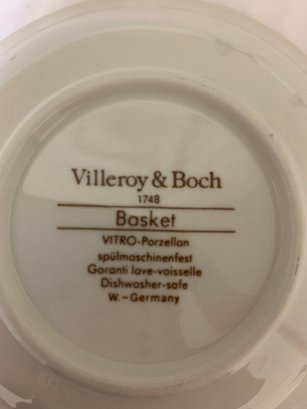 Villeroy & Boch
1748
Basket
VITRO-Porzellan
spülmaschinenfest
Garanti lave-vaisselle
Dishwasher-safe
W.-Germany